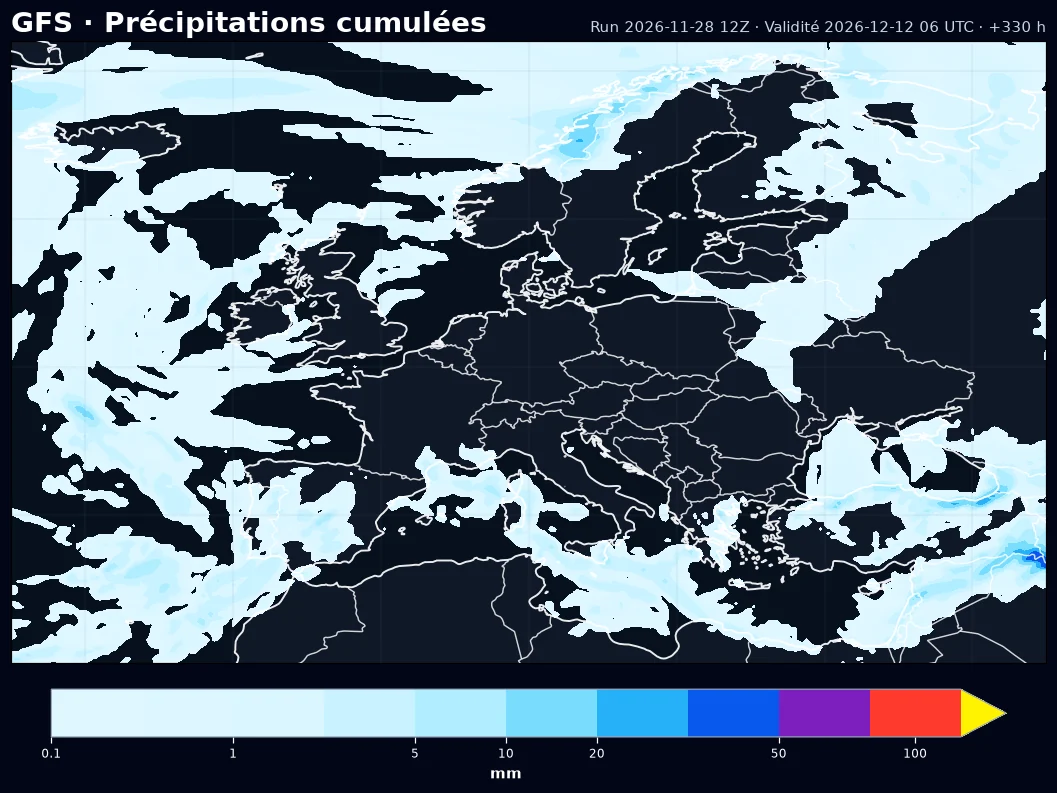 GFS · Précipitations cumulées
Run 2026-11-28 12Z · Validité 2026-12-12 06 UTC · +330 h
0.1 1 5 10 20 50 100
mm